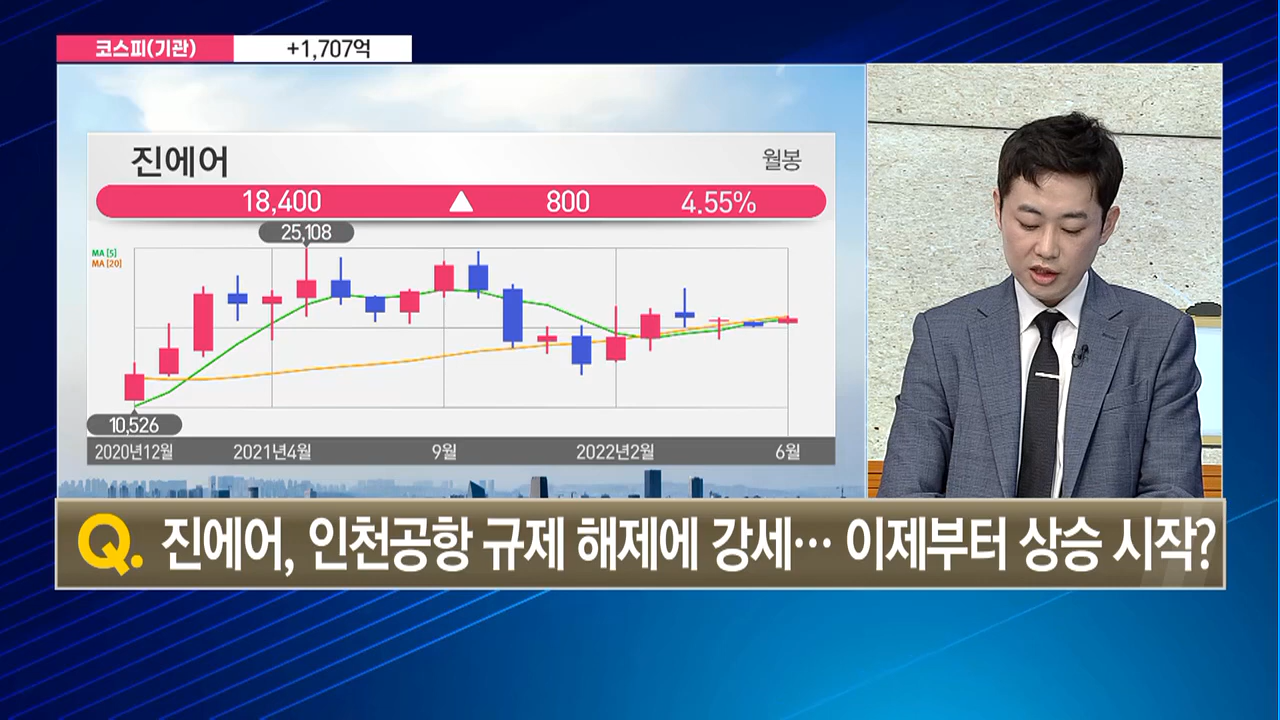 코스피(기관) +1,707억
진에어 월봉
18,400 ▲ 800 4.55%
25,108
MA [5]
MA [20]
10,526
2020년12월 2021년4월 9월 2022년2월 6월
Q. 진에어, 인천공항 규제 해제에 강세… 이제부터 상승 시작?